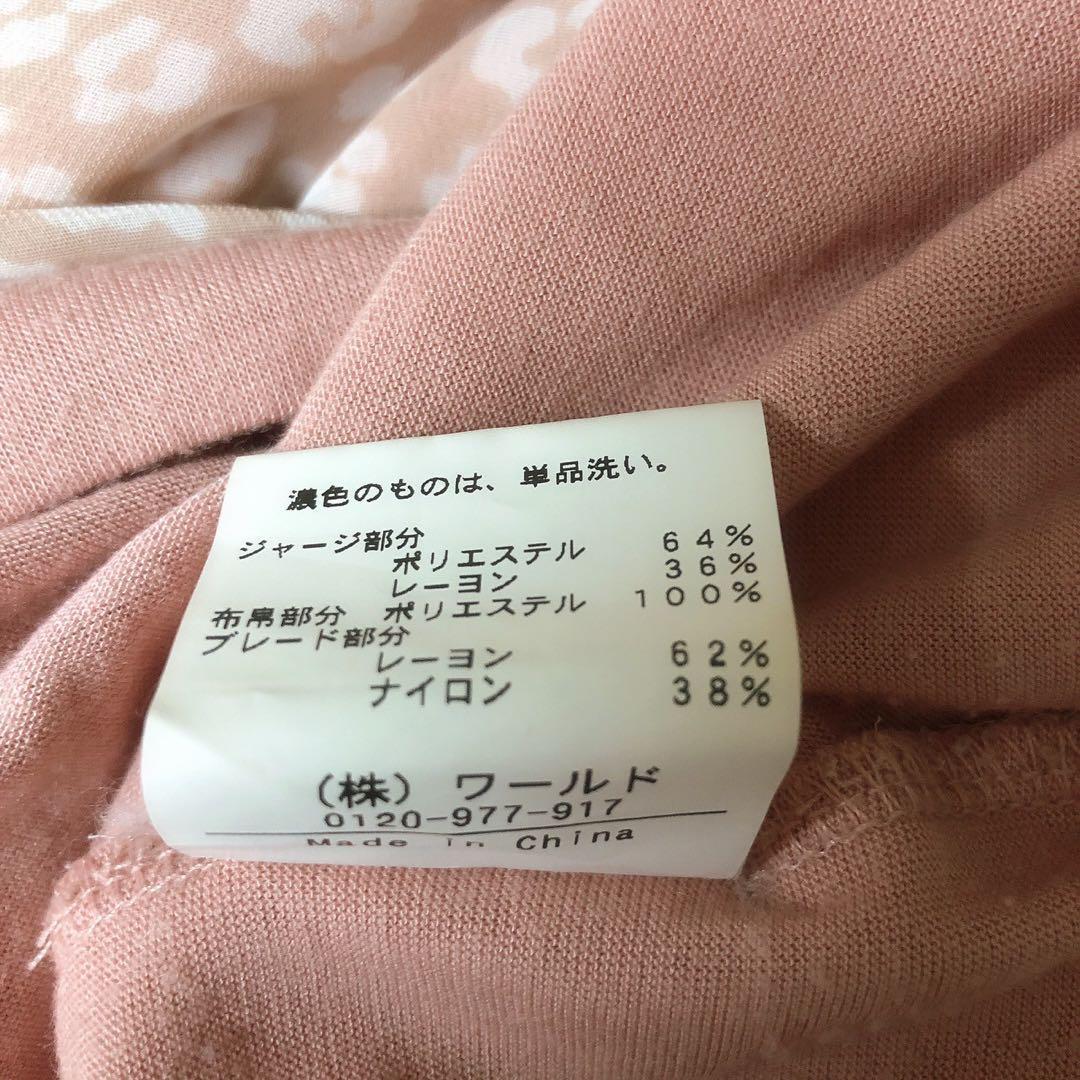 濃色のものは、単品洗い。
ジャージ部分
ポリエステル 64%
レーヨン 36%
布帛部分 ポリエステル 100%
ブレード部分
レーヨン 62%
ナイロン 38%
(株) ワールド
0120-977-917
Made in China